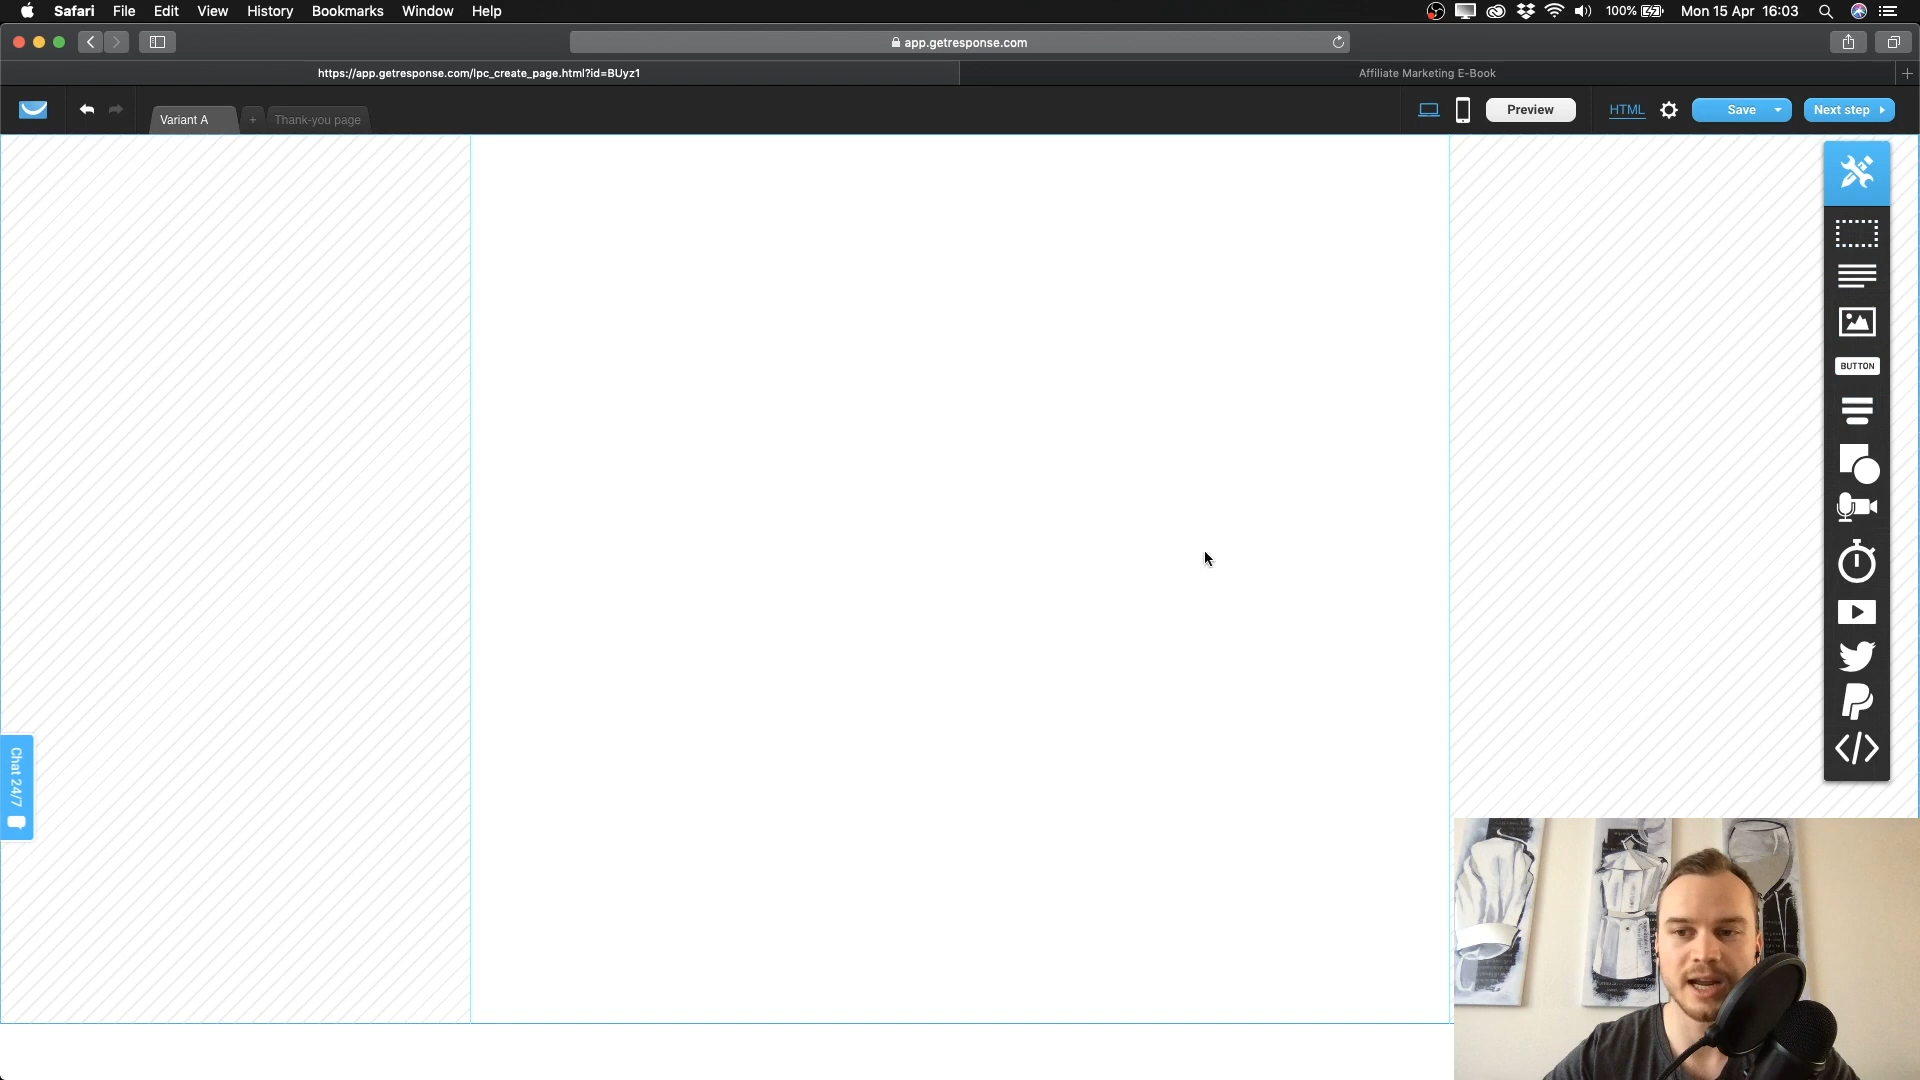 Safari File Edit View History Bookmarks Window Help 100% Mon 15 Apr 16:03
app.getresponse.com
https://app.getresponse.com/lpc_create_page.html?id=BUyz1 Affiliate Marketing E-Book
Variant A + Thank-you page Preview HTML Save Next step
BUTTON
Chat 24/7